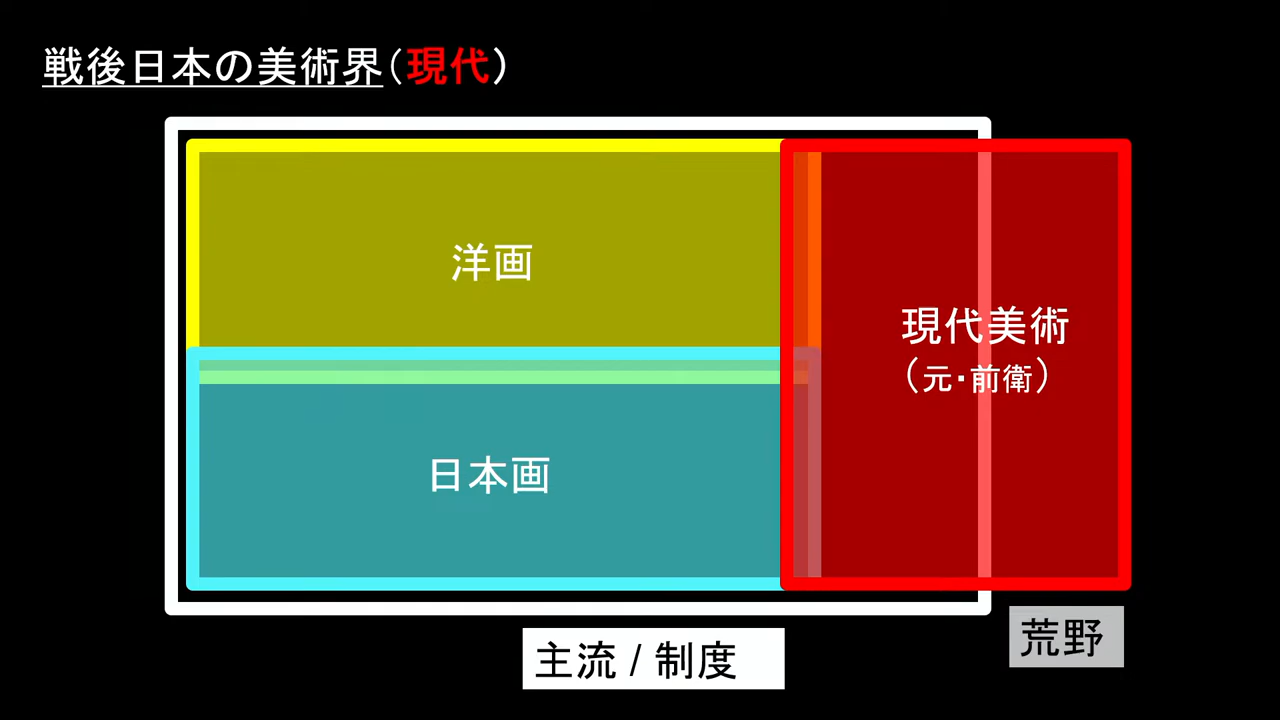 戦後日本の美術界（現代）
洋画
現代美術
（元・前衛）
日本画
荒野
主流 / 制度